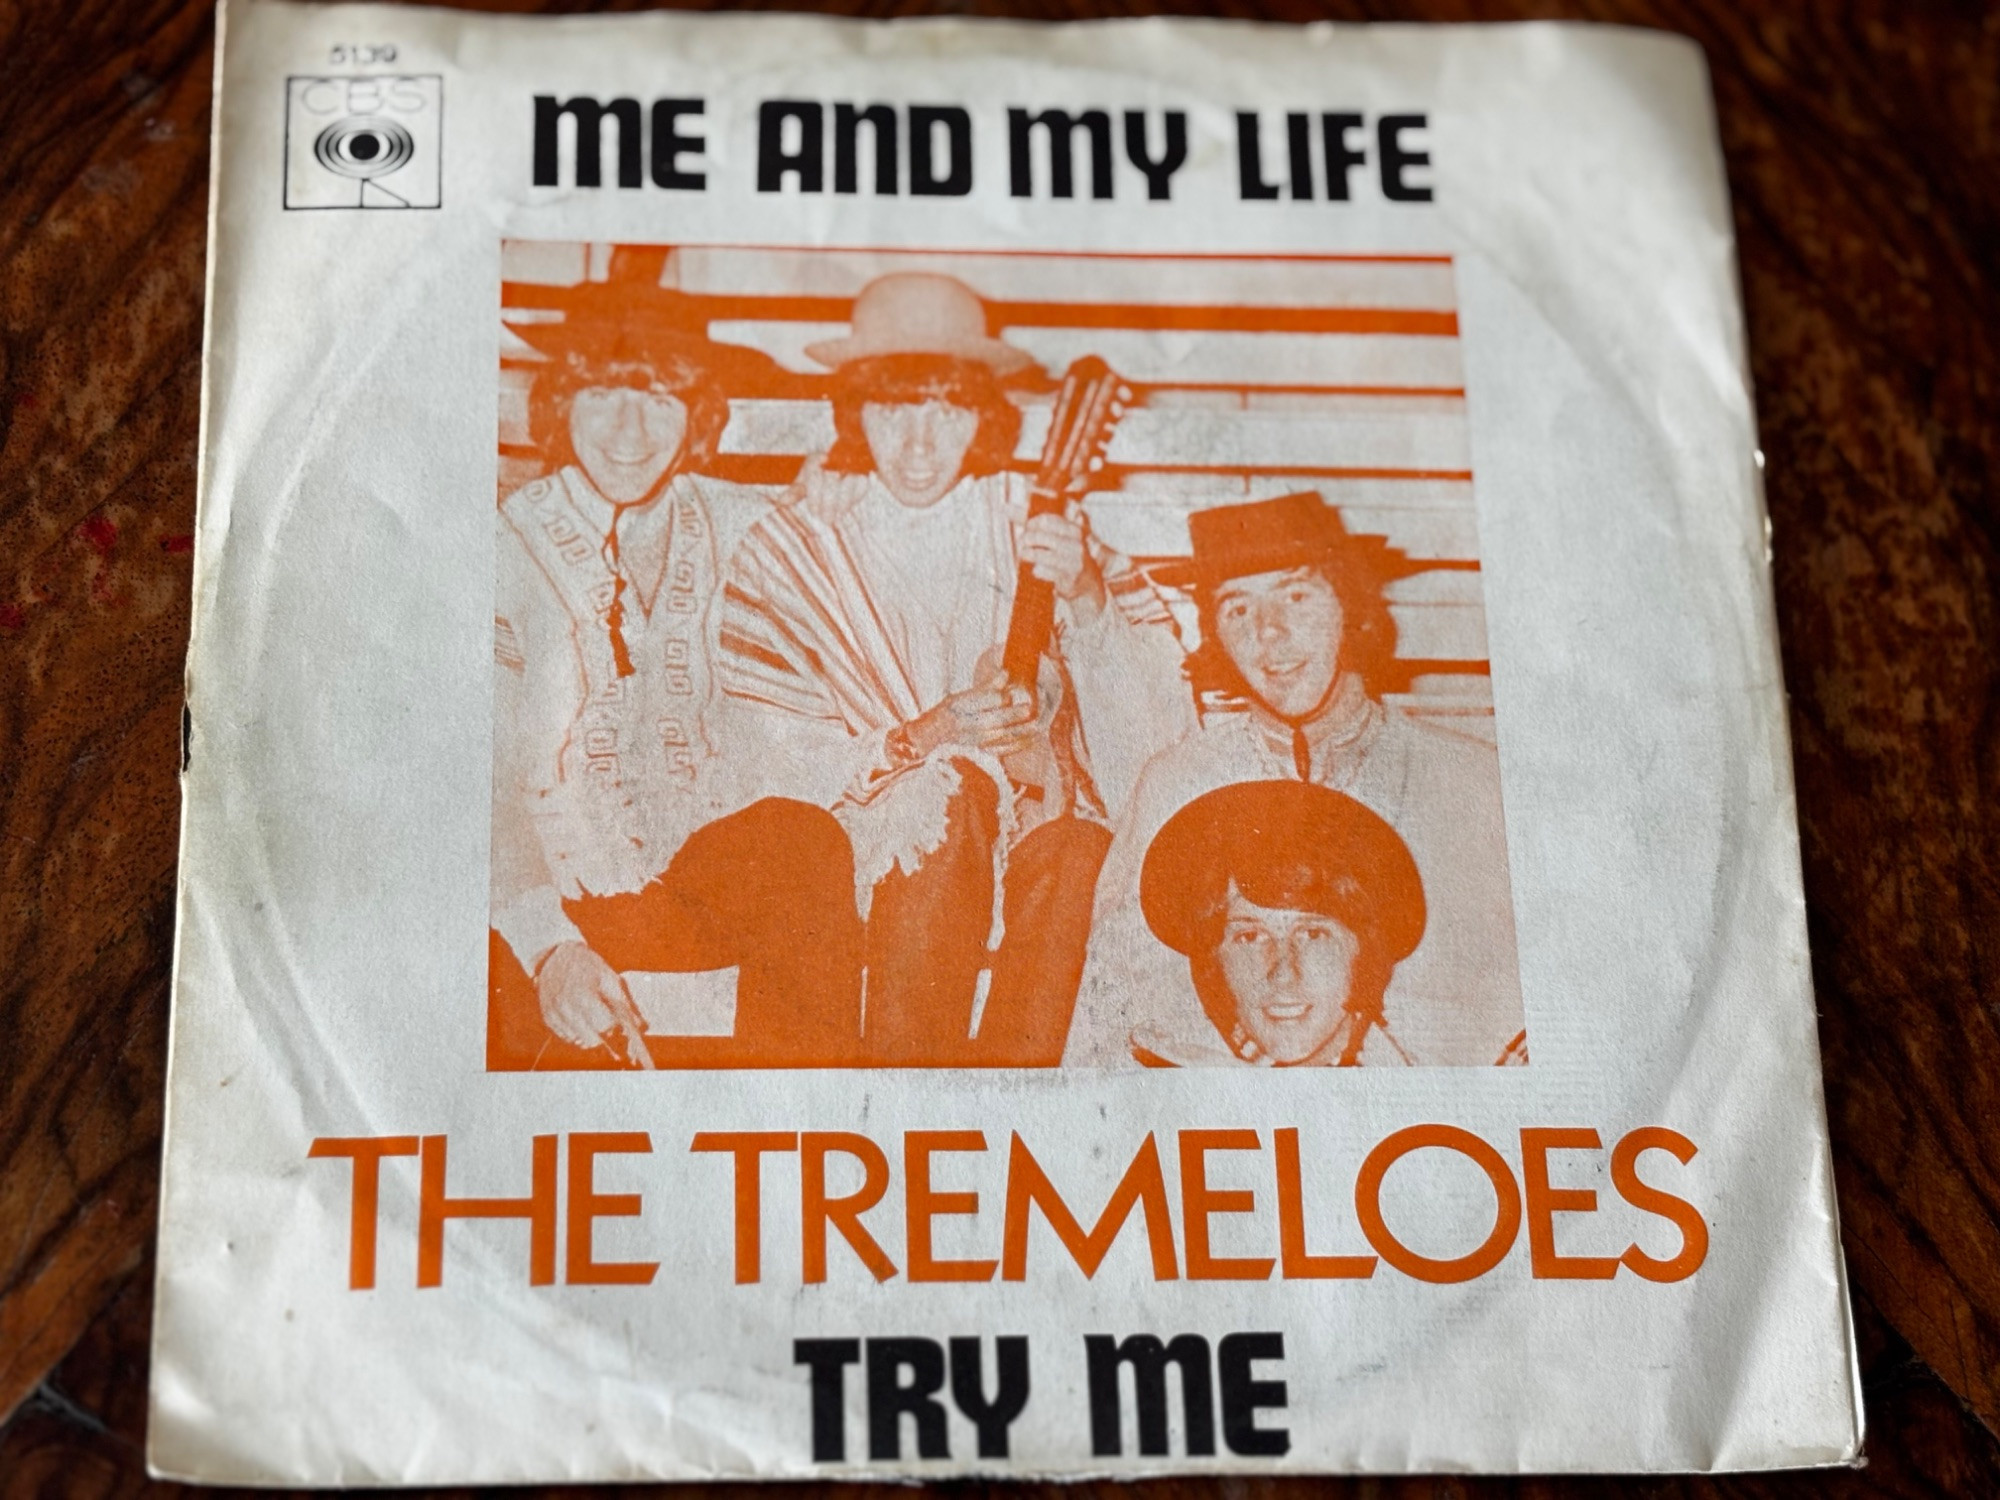 5139
CBS
ME AND MY LIFE
THE TREMELOES
TRY ME